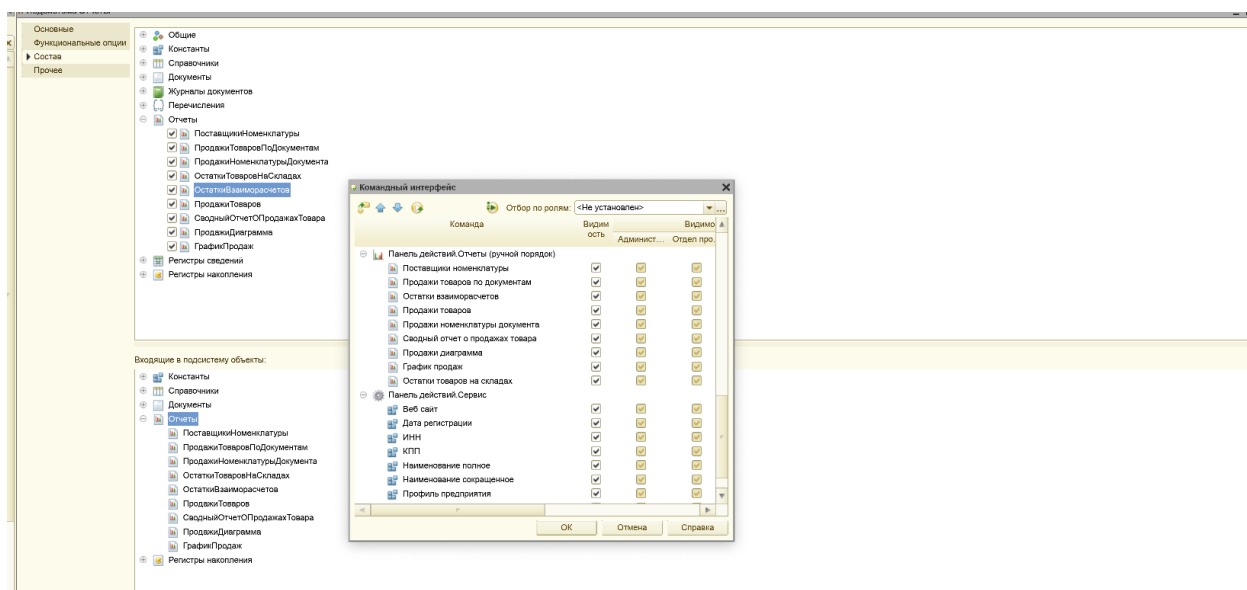 Основные
Функциональные опции
Состав
Прочее
Общие
Константы
Справочники
Документы
Журналы документов
Перечисления
Отчеты
ПоставщикиНоменклатуры
ПродажиТоваровПоДокументам
ПродажиНоменклатурыДокумента
ОстаткиТоваровНаСкладах
ОстаткиВзаиморасчетов
ПродажиТоваров
СводныйОтчетОПродажахТовара
ПродажиДиаграмма
ГрафикПродаж
Регистры сведений
Регистры накопления
Входящие в подсистему объекты:
Константы
Справочники
Документы
Отчеты
ПоставщикиНоменклатуры
ПродажиТоваровПоДокументам
ПродажиНоменклатурыДокумента
ОстаткиТоваровНаСкладах
ОстаткиВзаиморасчетов
ПродажиТоваров
СводныйОтчетОПродажахТовара
ПродажиДиаграмма
ГрафикПродаж
Регистры накопления
Командный интерфейс
Отбор по ролям: <Не установлен>
Команда Видим ость Видимо
Админист... Отдел про.
Панель действий.Отчеты (ручной порядок)
Поставщики номенклатуры
Продажи товаров по документам
Остатки взаиморасчетов
Продажи товаров
Продажи номенклатуры документа
Сводный отчет о продажах товара
Продажи диаграмма
График продаж
Остатки товаров на складах
Панель действий.Сервис
Веб сайт
Дата регистрации
ИНН
КПП
Наименование полное
Наименование сокращенное
Профиль предприятия
ОК Отмена Справка